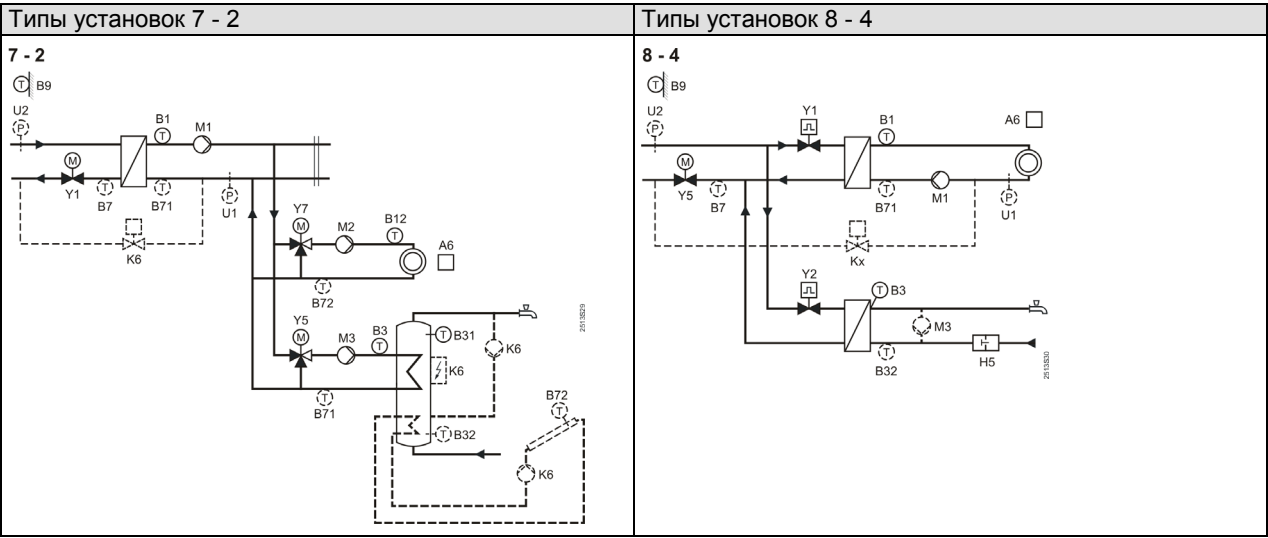 Типы установок 7 - 2
7 - 2
T B9
U2
P
B1
T
M1
M
Y1
T
B7
T
B71
P
U1
K6
Y7
M
M2
B12
T
A6
T
B72
Y5
M
M3
B3
T
T B31
K6
K6
T
B71
T B32
B72
T
K6
2513S29
Типы установок 8 - 4
8 - 4
T B9
U2
P
Y1
B1
T
A6
M
Y5
T
B7
T
B71
M1
P
U1
Kx
Y2
T B3
M3
T
B32
H5
2513S30